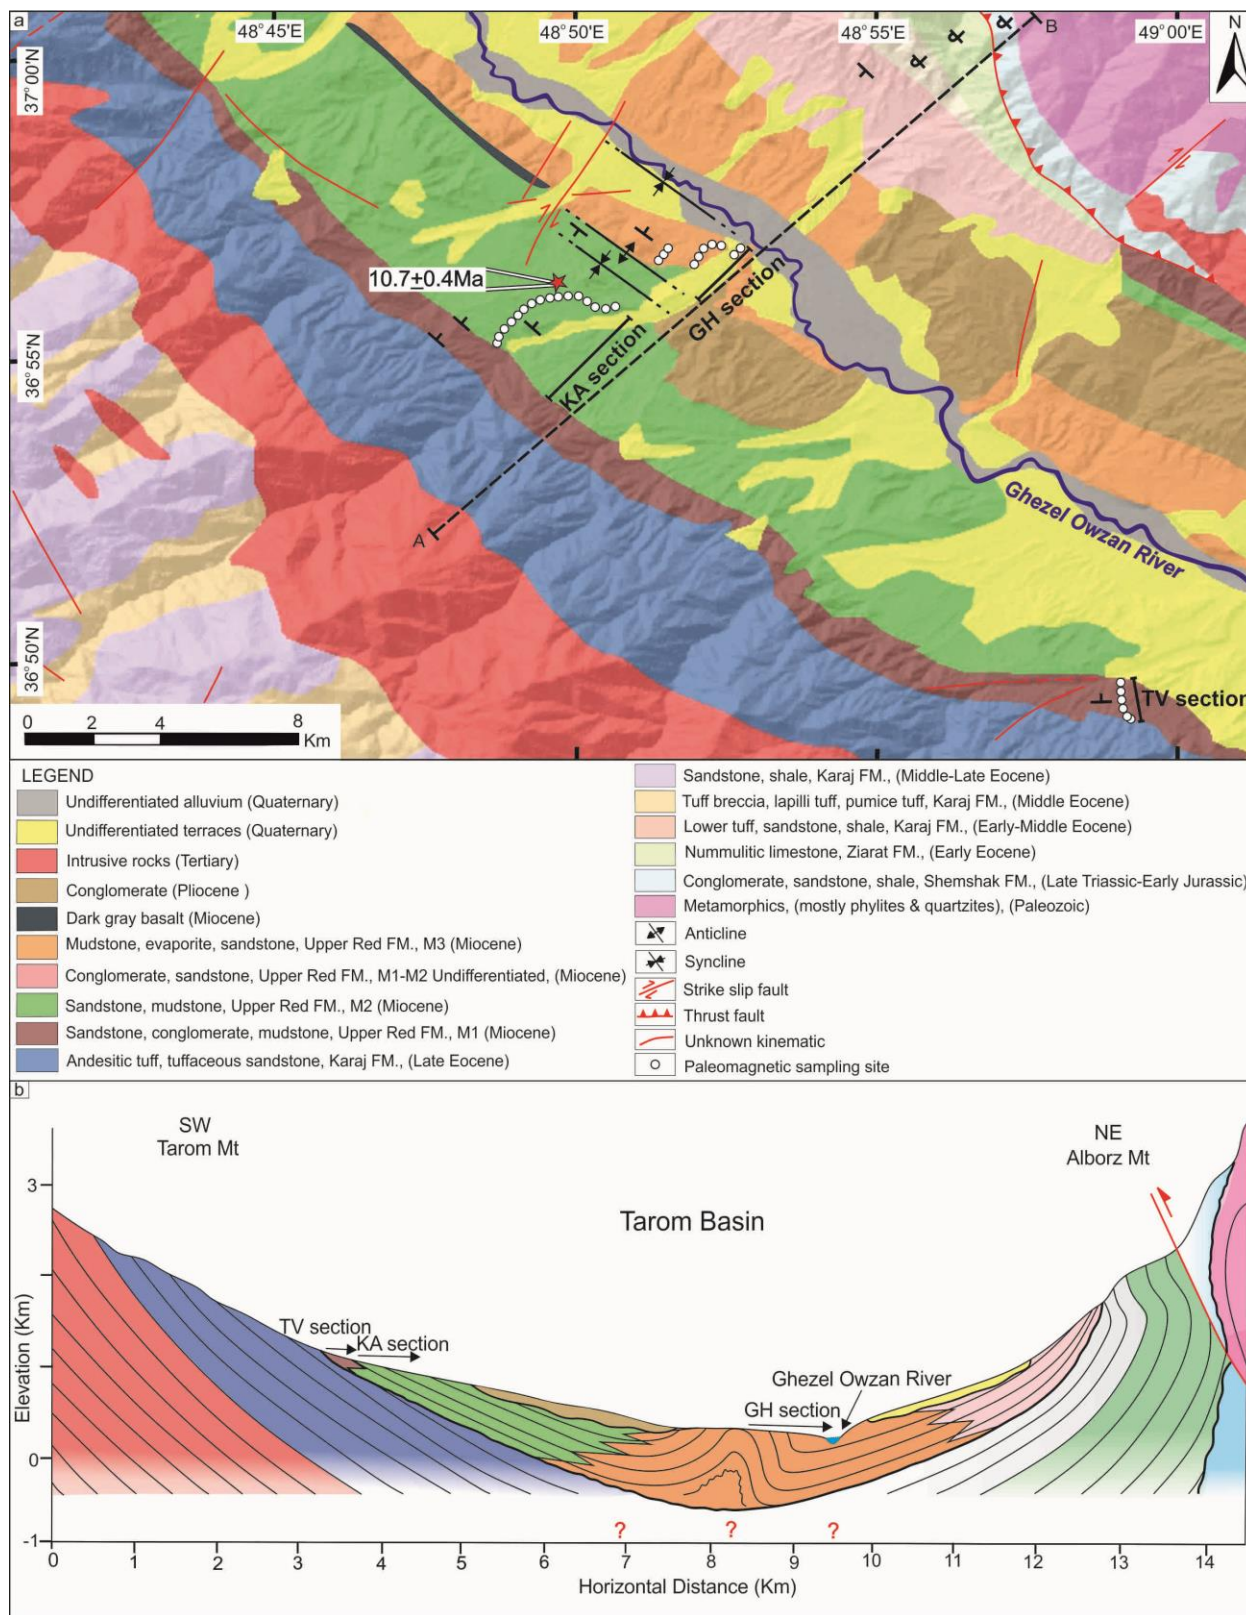 a
48°45'E
48°50'E
48°55'E
49°00'E
N
B
37°00'N
10.7±0.4Ma
GH section
KA section
36°55'N
A
Ghezel Owzan River
36°50'N
TV section
0 2 4 8
Km
LEGEND
Undifferentiated alluvium (Quaternary)
Undifferentiated terraces (Quaternary)
Intrusive rocks (Tertiary)
Conglomerate (Pliocene )
Dark gray basalt (Miocene)
Mudstone, evaporite, sandstone, Upper Red FM., M3 (Miocene)
Conglomerate, sandstone, Upper Red FM., M1-M2 Undifferentiated, (Miocene)
Sandstone, mudstone, Upper Red FM., M2 (Miocene)
Sandstone, conglomerate, mudstone, Upper Red FM., M1 (Miocene)
Andesitic tuff, tuffaceous sandstone, Karaj FM., (Late Eocene)
Sandstone, shale, Karaj FM., (Middle-Late Eocene)
Tuff breccia, lapilli tuff, pumice tuff, Karaj FM., (Middle Eocene)
Lower tuff, sandstone, shale, Karaj FM., (Early-Middle Eocene)
Nummulitic limestone, Ziarat FM., (Early Eocene)
Conglomerate, sandstone, shale, Shemshak FM., (Late Triassic-Early Jurassic)
Metamorphics, (mostly phylites & quartzites), (Paleozoic)
Anticline
Syncline
Strike slip fault
Thrust fault
Unknown kinematic
Paleomagnetic sampling site
b
SW
Tarom Mt
NE
Alborz Mt
Tarom Basin
3
TV section
KA section
Ghezel Owzan River
GH section
Elevation (Km)
0
-1
? ? ?
0 1 2 3 4 5 6 7 8 9 10 11 12 13 14
Horizontal Distance (Km)